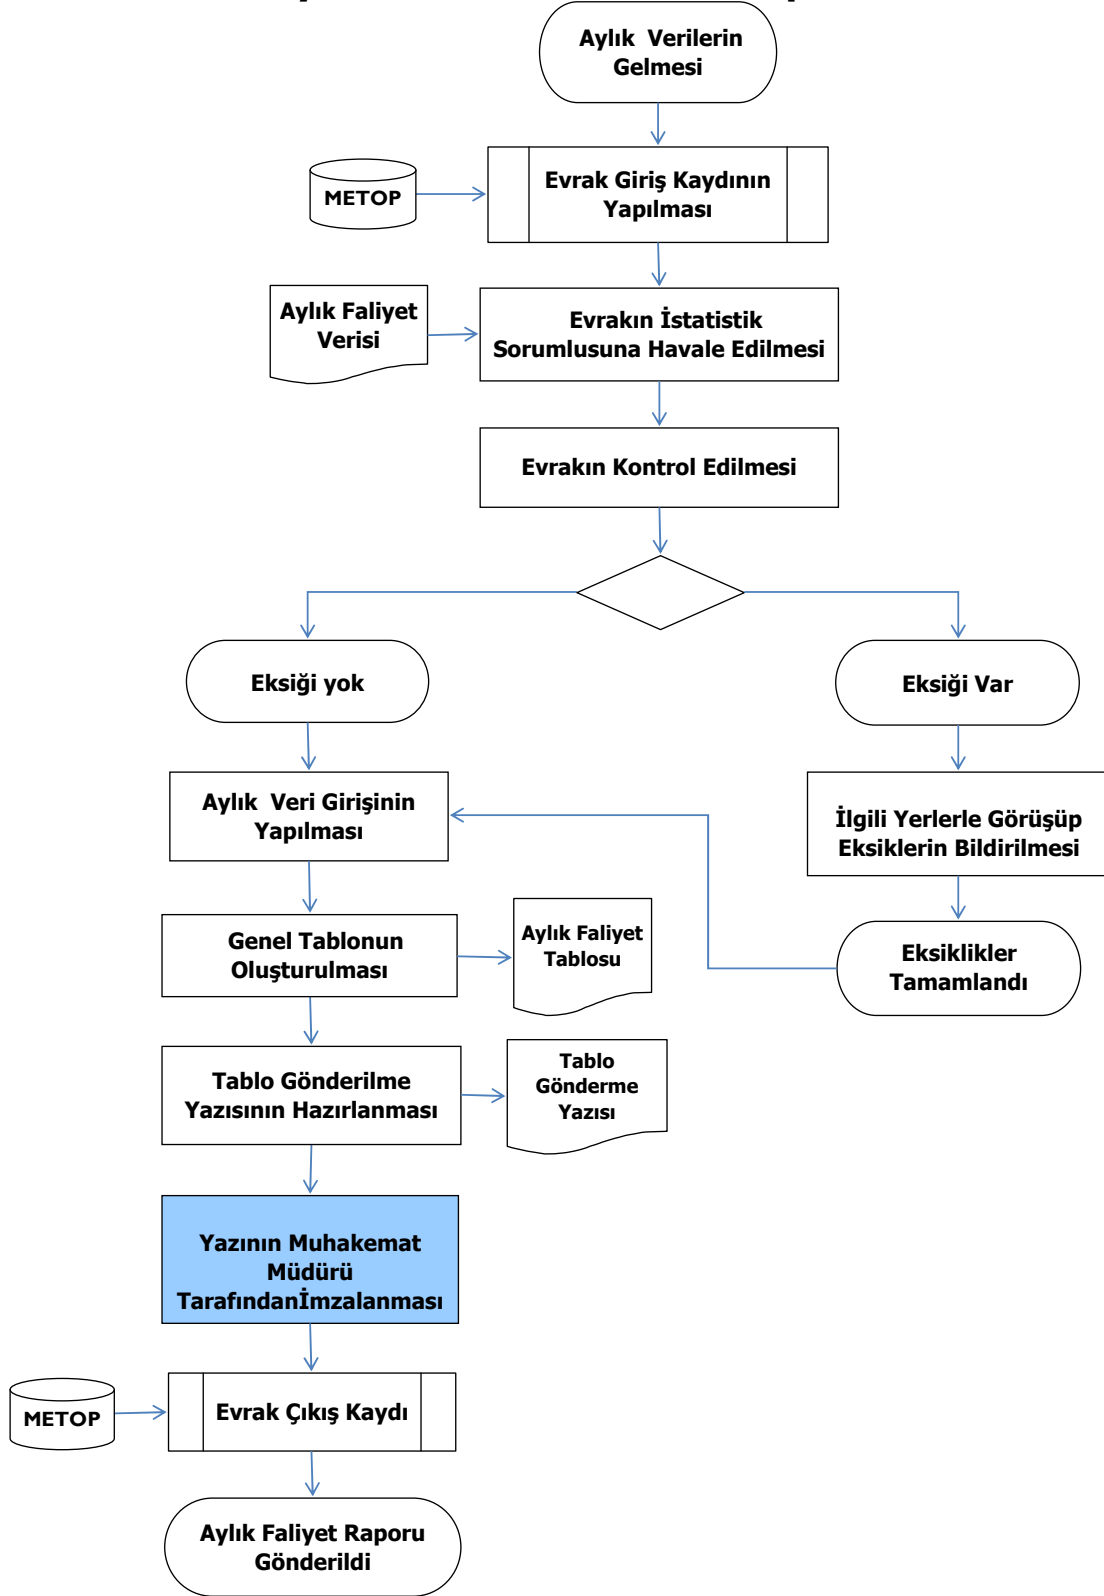 Aylık Verilerin
Gelmesi
METOP
Evrak Giriş Kaydının
Yapılması
Aylık Faliyet
Verisi
Evrakın İstatistik
Sorumlusuna Havale Edilmesi
Evrakın Kontrol Edilmesi
Eksiği yok
Eksiği Var
Aylık Veri Girişinin
Yapılması
İlgili Yerlerle Görüşüp
Eksiklerin Bildirilmesi
Genel Tablonun
Oluşturulması
Aylık Faliyet
Tablosu
Eksiklikler
Tamamlandı
Tablo Gönderilme
Yazısının Hazırlanması
Tablo
Gönderme
Yazısı
Yazının Muhakemat
Müdürü
Tarafındanİmzalanması
METOP
Evrak Çıkış Kaydı
Aylık Faliyet Raporu
Gönderildi